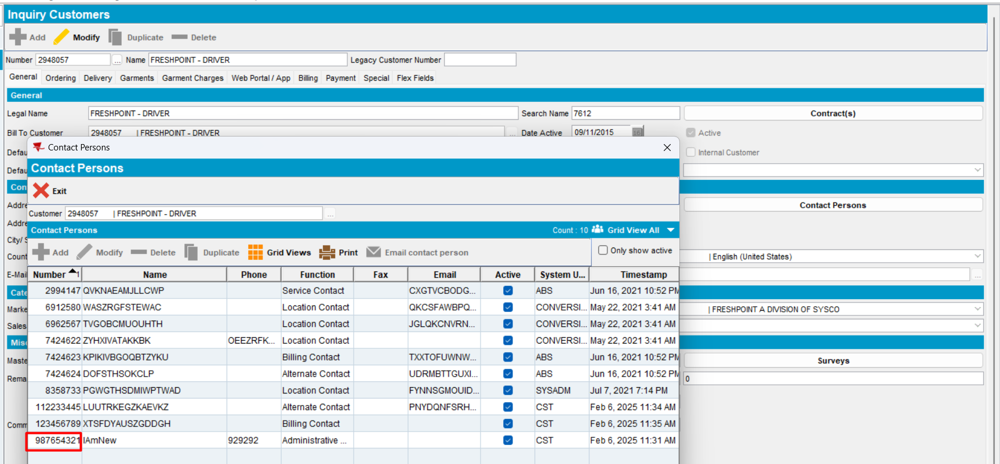 Inquiry Customers
Add Modify Duplicate Delete
Number 2948057 ... Name FRESHPOINT - DRIVER Legacy Customer Number
General Ordering Delivery Garments Garment Charges Web Portal / App Billing Payment Special Flex Fields
General
Legal Name FRESHPOINT - DRIVER Search Name 7612 Contract(s)
Bill To Customer 2948057 | FRESHPOINT - DRIVER ... Date Active 09/11/2015 16 Active
Defau Internal Customer
Defau
Con
Addre Contact Persons
Addre
City/ S
Count | English (United States)
E-Mail ...
Cate
Marke | FRESHPOINT A DIVISION OF SYSCO
Sales
Misc
Maste Surveys
Rema 0
Comm
Contact Persons
Contact Persons
Exit
Customer 2948057 | FRESHPOINT - DRIVER ...
Contact Persons Count : 10 Grid View All
Add Modify Delete Duplicate Grid Views Print Email contact person Only show active
Number 1 Name Phone Function Fax Email Active System U... Timestamp
2994147 QVKNAEAMJLLCWP Service Contact CXGTVCBODG... ABS Jun 16, 2021 10:52 PM
6912580 WASZRGFSTEWAC Location Contact QKCSFAWBPQ... CONVERSI... May 22, 2021 3:41 AM
6962567 TVGOBCMUOUHTH Location Contact JGLQKCNVRN... CONVERSI... May 22, 2021 3:41 AM
7424622 ZYHXIVATAKKBK OEEZRFK... Location Contact CONVERSI... May 22, 2021 3:41 AM
7424623 KPIKIVBGOQBTZYKU Billing Contact TXXTOFUWNW... ABS Jun 16, 2021 10:52 PM
7424624 DOFSTHSOKCLP Alternate Contact UDRMBTTGUXI... ABS Jun 16, 2021 10:52 PM
8358733 PGWGTHSDMIWPTWAD Location Contact FYNNSGMOUID... SYSADM Jul 7, 2021 7:14 PM
112233445 LUUTRKEGZKAEVKZ Alternate Contact PNYDQNFSRH... CST Feb 6, 2025 11:34 AM
123456789 XTSFDYAUSZGDDGH Billing Contact CST Feb 6, 2025 11:35 AM
987654321 IAmNew 929292 Administrative ... CST Feb 6, 2025 11:31 AM